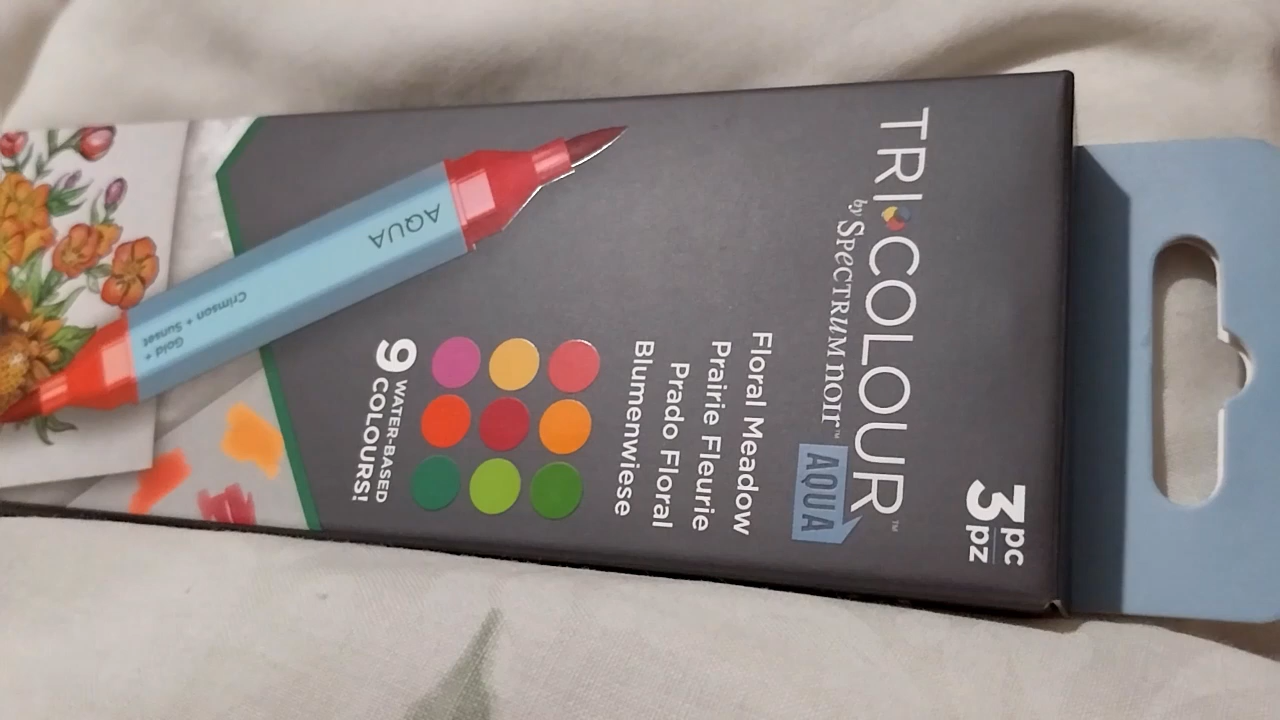 3 pc
pz
TRI COLOUR™
by SPECTRUM NOIR™ AQUA
Floral Meadow
Prairie Fleurie
Prado Floral
Blumenwiese
9 WATER-BASED
COLOURS!
AQUA
Crimson + Sunset
Gold +